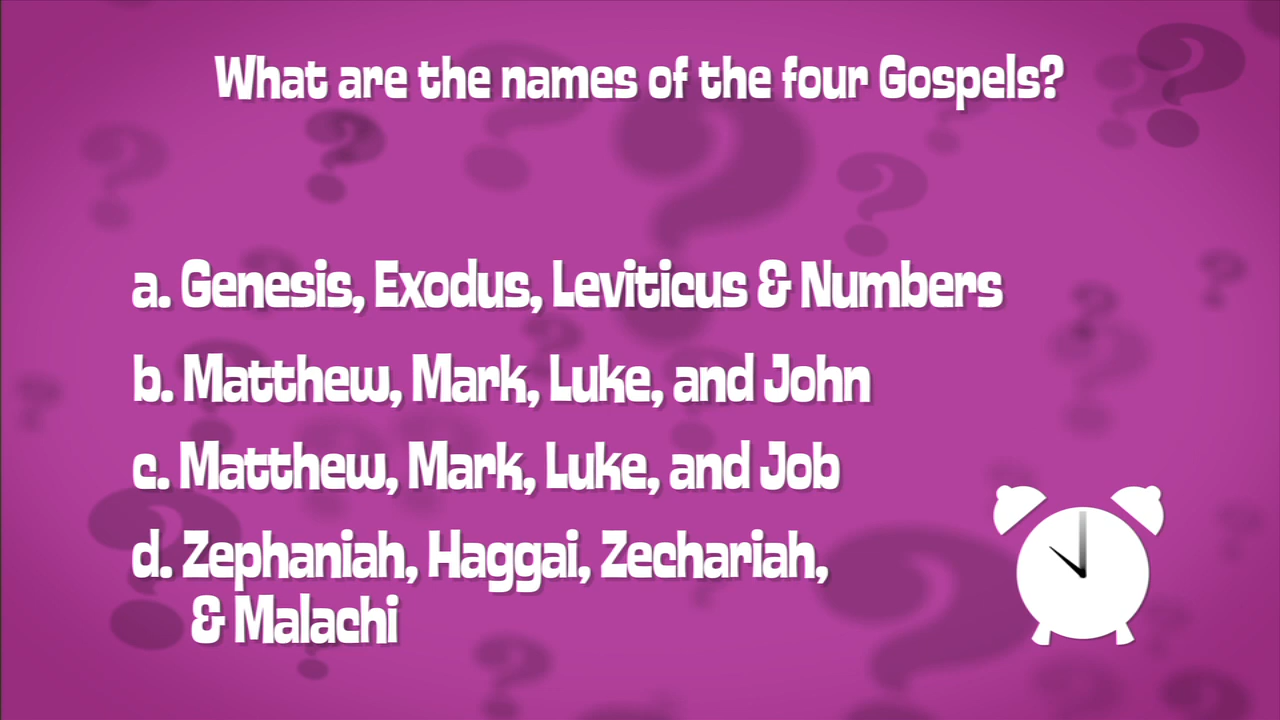 What are the names of the four Gospels?
a. Genesis, Exodus, Leviticus & Numbers
b. Matthew, Mark, Luke, and John
c. Matthew, Mark, Luke, and Job
d. Zephaniah, Haggai, Zechariah,
& Malachi